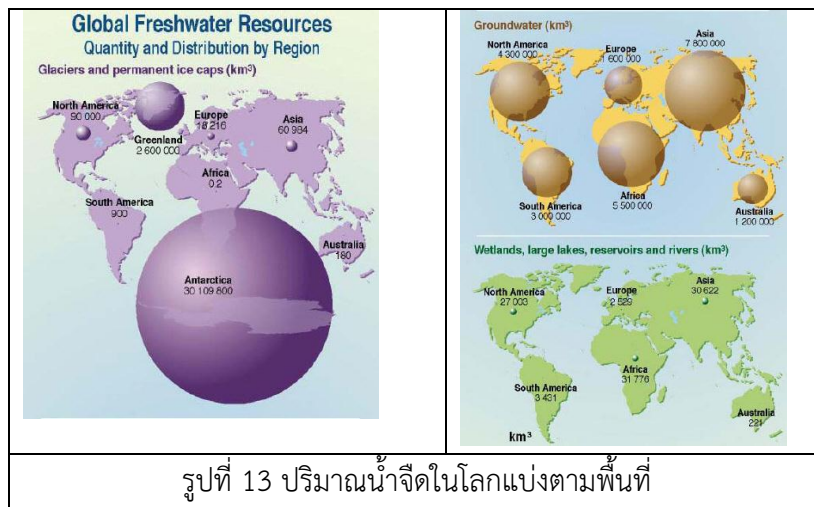 Global Freshwater Resources
Quantity and Distribution by Region
Glaciers and permanent ice caps (km³)
North America
90 000
Greenland
2 600 000
Europe
18 216
Asia
60 984
Africa
0.2
South America
900
Australia
180
Antarctica
30 109 800
Groundwater (km³)
North America
4 300 000
Europe
1 600 000
Asia
7 800 000
South America
3 000 000
Africa
5 500 000
Australia
1 200 000
Wetlands, large lakes, reservoirs and rivers (km³)
North America
27 003
Europe
2 529
Asia
30 622
Africa
31 776
South America
3 431
Australia
221
km³
รูปที่ 13 ปริมาณน้ำจืดในโลกแบ่งตามพื้นที่